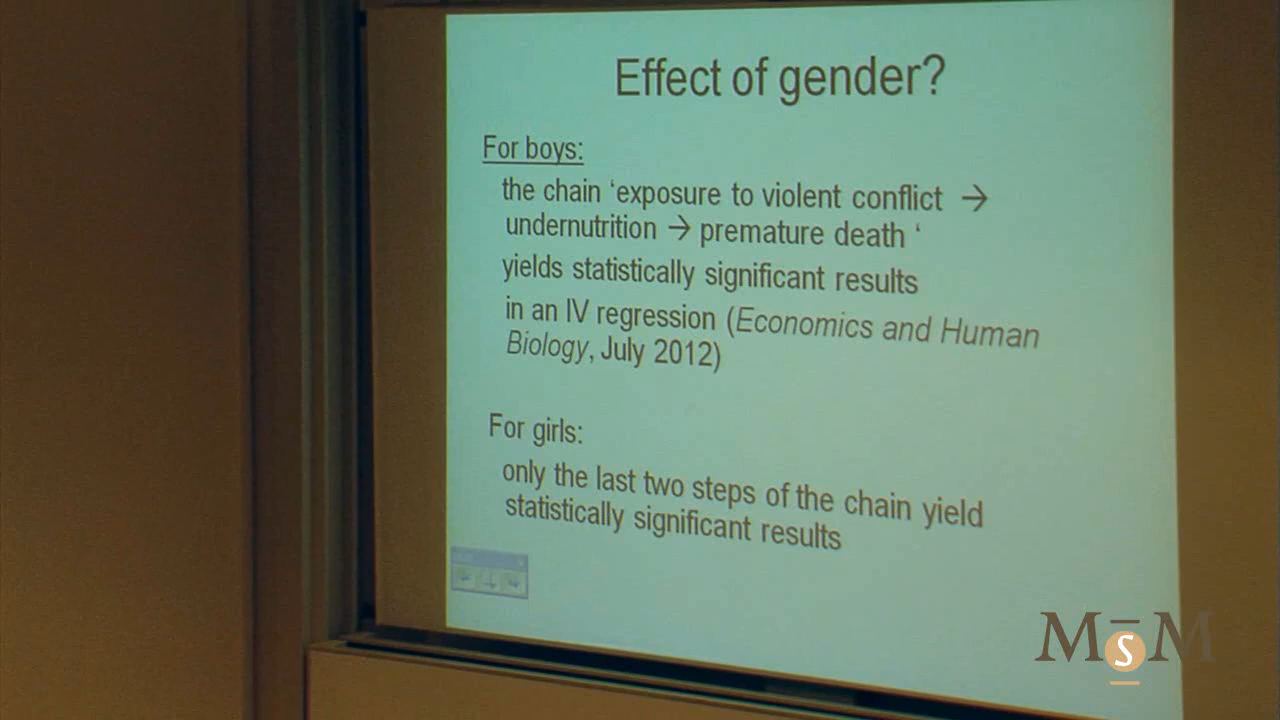 Effect of gender?
For boys:
the chain ‘exposure to violent conflict →
undernutrition → premature death ‘
yields statistically significant results
in an IV regression (Economics and Human
Biology, July 2012)
For girls:
only the last two steps of the chain yield
statistically significant results
MsM